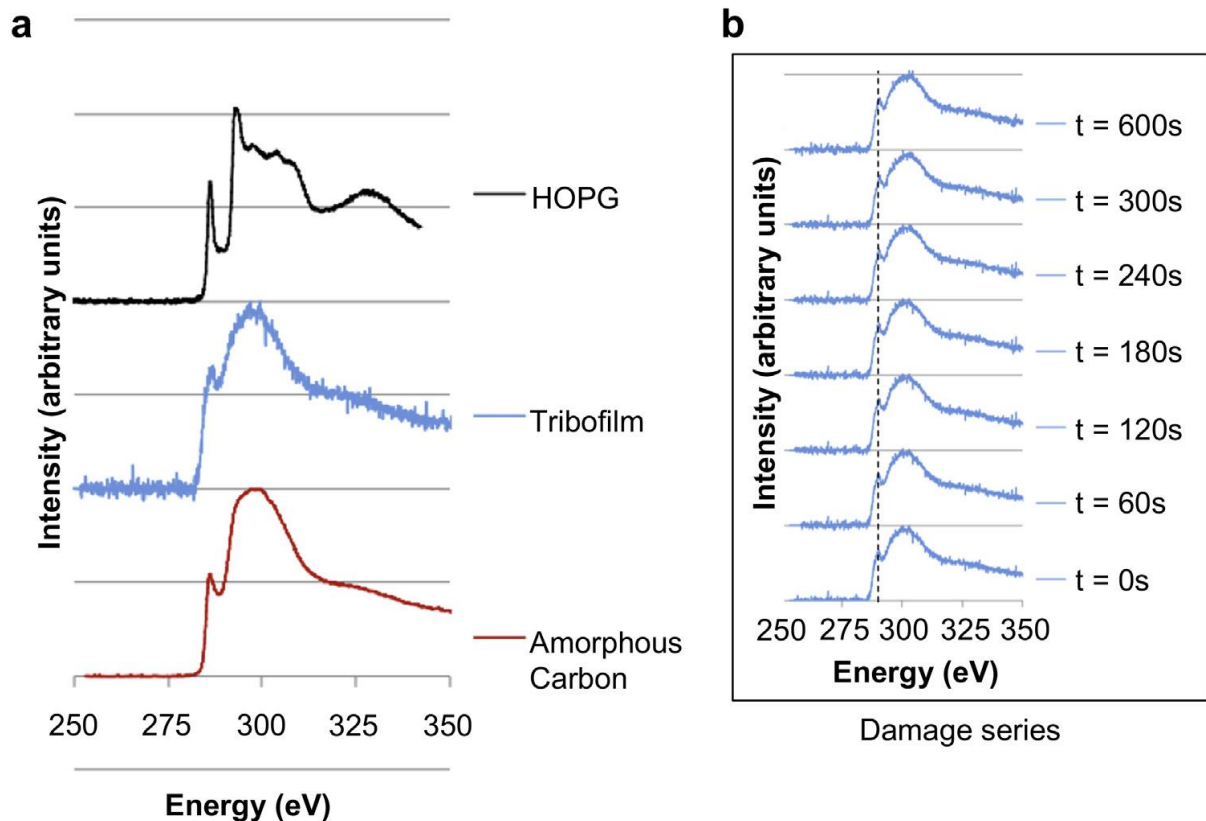 a
Intensity (arbitrary units)
HOPG
Tribofilm
Amorphous
Carbon
250 275 300 325 350
Energy (eV)
b
Intensity (arbitrary units)
t = 600s
t = 300s
t = 240s
t = 180s
t = 120s
t = 60s
t = 0s
250 275 300 325 350
Energy (eV)
Damage series